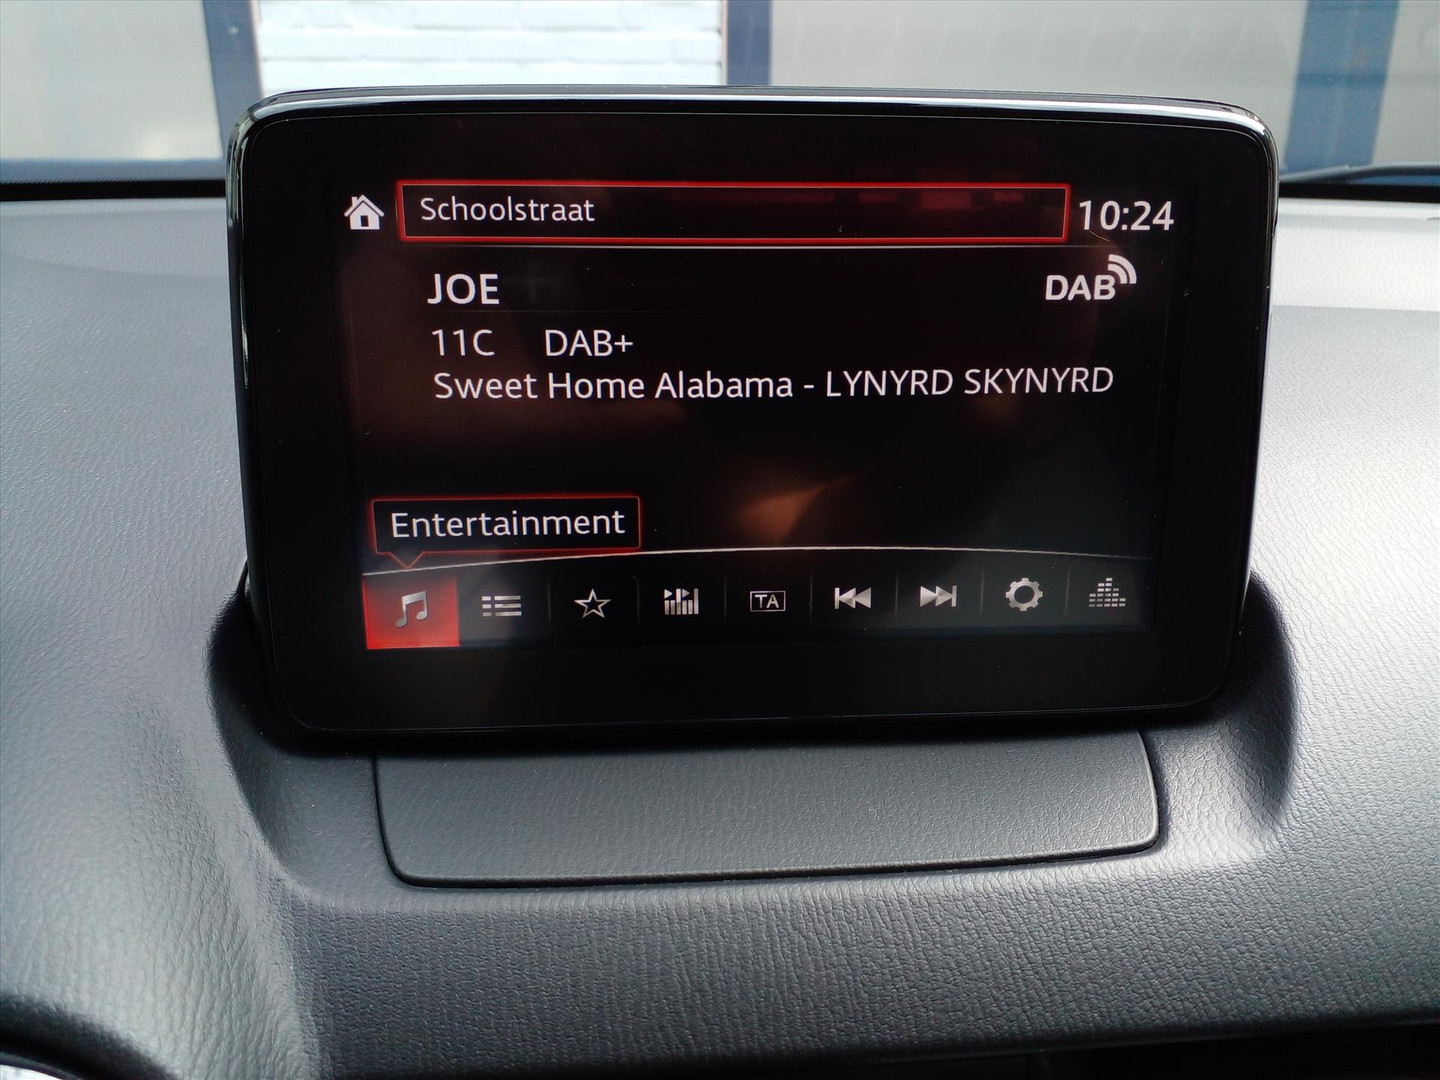 Schoolstraat
10:24
JOE
DAB
11C DAB+
Sweet Home Alabama - LYNYRD SKYNYRD
Entertainment
TA